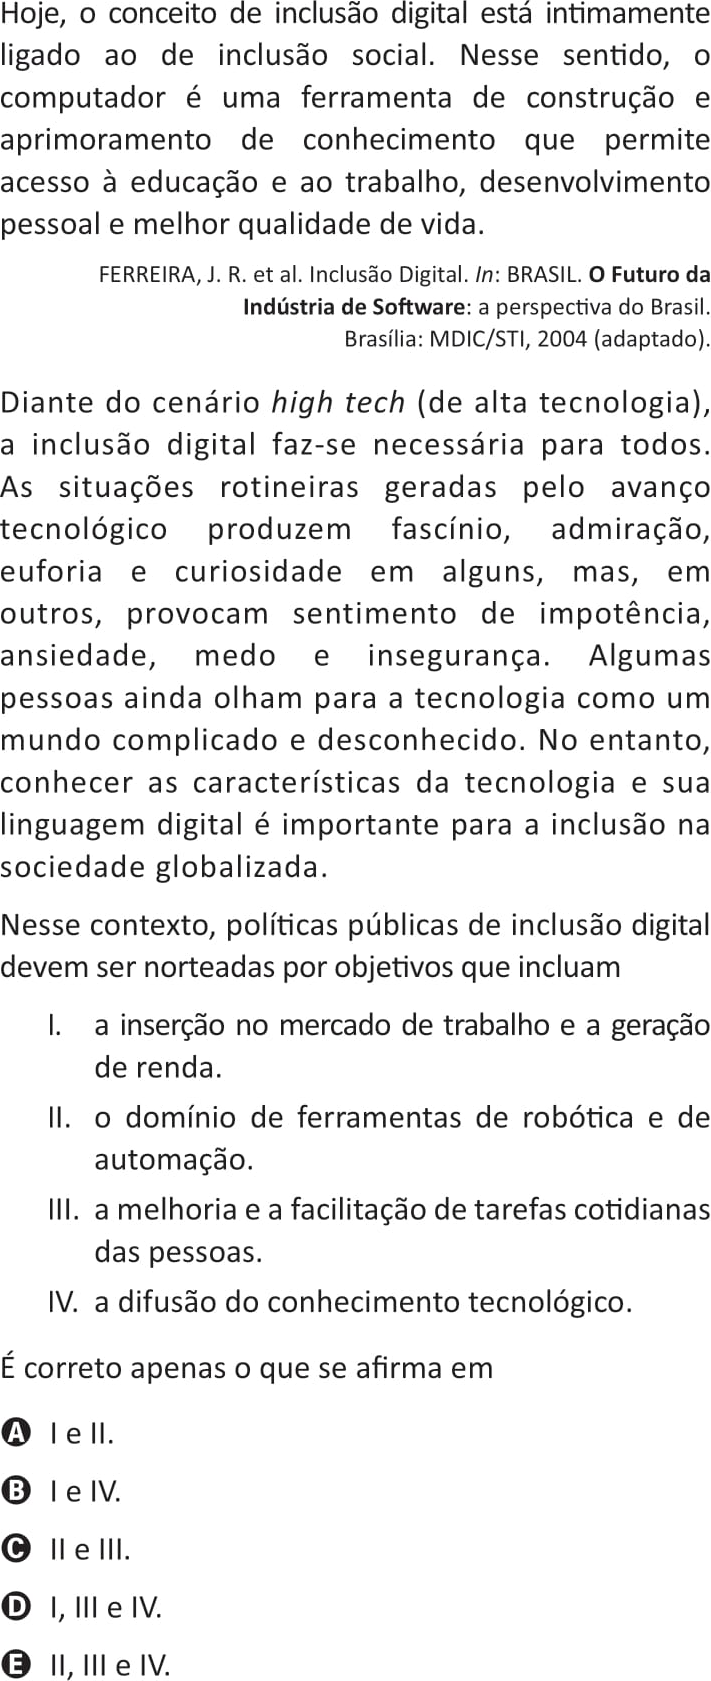 Hoje, o conceito de inclusão digital está intimamente
ligado ao de inclusão social. Nesse sentido, o
computador é uma ferramenta de construção e
aprimoramento de conhecimento que permite
acesso à educação e ao trabalho, desenvolvimento
pessoal e melhor qualidade de vida.
FERREIRA, J. R. et al. Inclusão Digital. In: BRASIL. O Futuro da
Indústria de Software: a perspectiva do Brasil.
Brasília: MDIC/STI, 2004 (adaptado).
Diante do cenário high tech (de alta tecnologia),
a inclusão digital faz-se necessária para todos.
As situações rotineiras geradas pelo avanço
tecnológico produzem fascínio, admiração,
euforia e curiosidade em alguns, mas, em
outros, provocam sentimento de impotência,
ansiedade, medo e insegurança. Algumas
pessoas ainda olham para a tecnologia como um
mundo complicado e desconhecido. No entanto,
conhecer as características da tecnologia e sua
linguagem digital é importante para a inclusão na
sociedade globalizada.
Nesse contexto, políticas públicas de inclusão digital
devem ser norteadas por objetivos que incluam
I. a inserção no mercado de trabalho e a geração
de renda.
II. o domínio de ferramentas de robótica e de
automação.
III. a melhoria e a facilitação de tarefas cotidianas
das pessoas.
IV. a difusão do conhecimento tecnológico.
É correto apenas o que se afirma em
A I e II.
B I e IV.
C II e III.
D I, III e IV.
E II, III e IV.